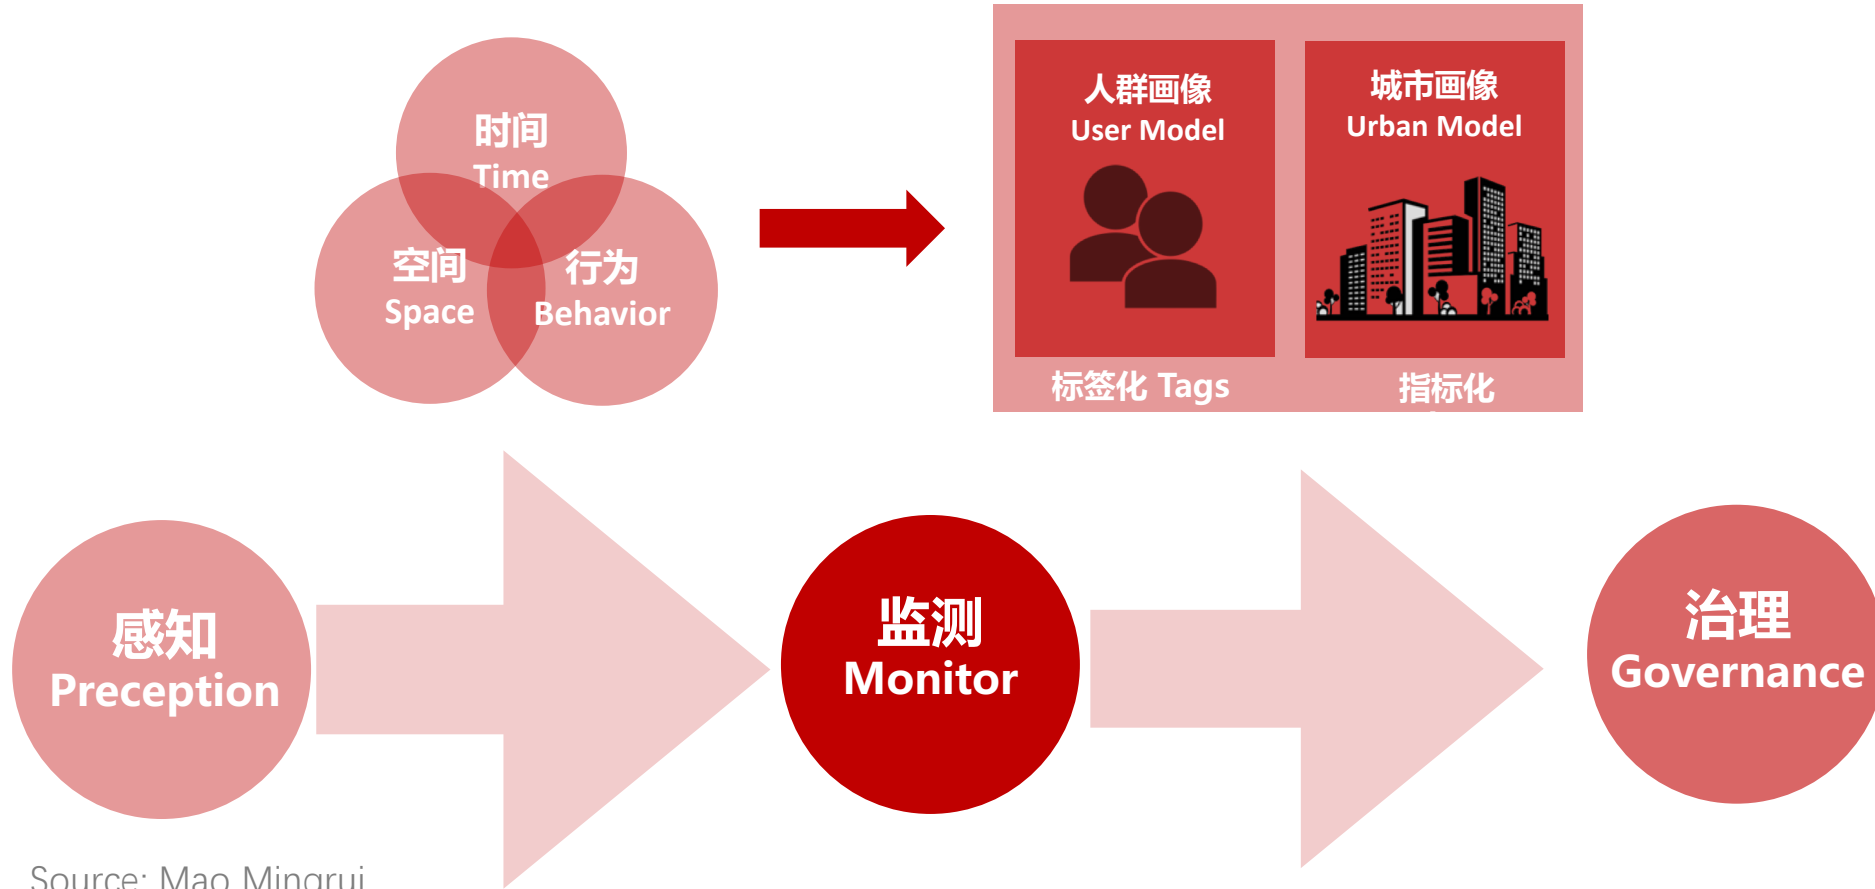 时间
Time
空间
Space
行为
Behavior
人群画像
User Model
标签化 Tags
城市画像
Urban Model
指标化
感知
Preception
监测
Monitor
治理
Governance
Source: Mao Mingrui